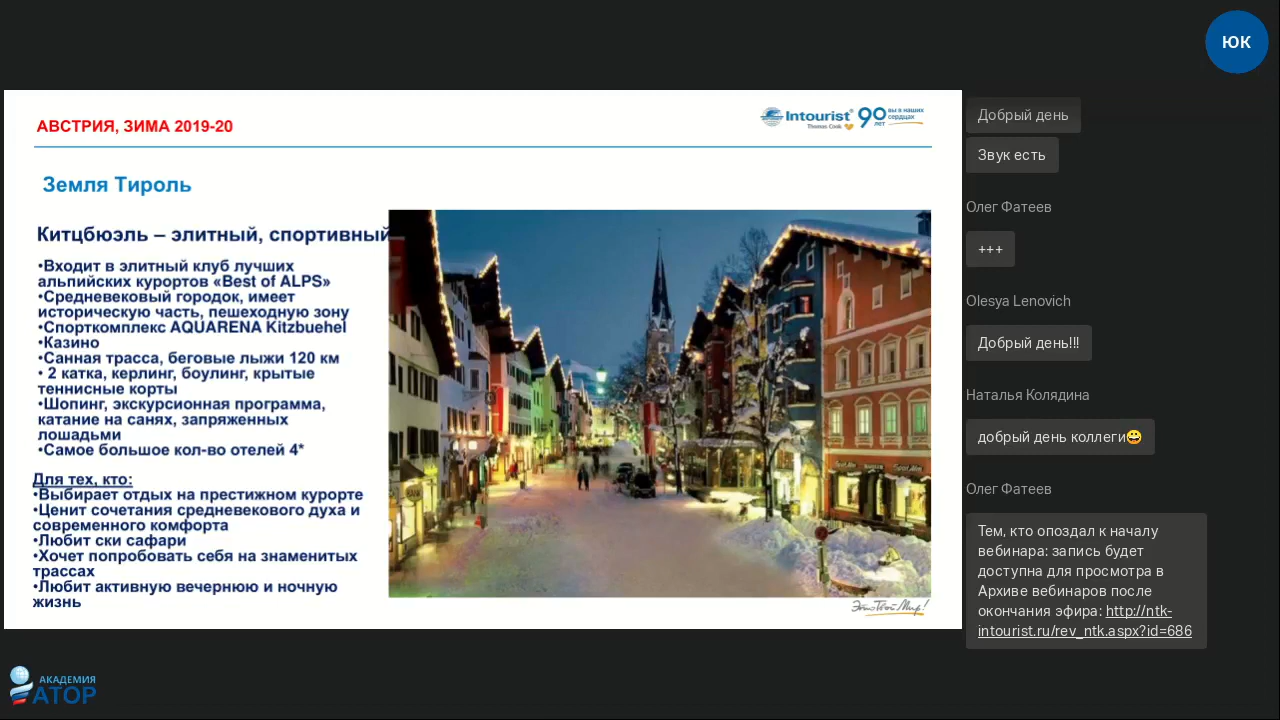 ЮК
АВСТРИЯ, ЗИМА 2019-20
Intourist
Thomas Cook
90 лет
вы в наших
сердцах
Земля Тироль
Китцбюэль – элитный, спортивный
•Входит в элитный клуб лучших
альпийских курортов «Best of ALPS»
•Средневековый городок, имеет
историческую часть, пешеходную зону
•Спорткомплекс AQUARENA Kitzbuehel
•Казино
•Санная трасса, беговые лыжи 120 км
• 2 катка, керлинг, боулинг, крытые
теннисные корты
•Шопинг, экскурсионная программа,
катание на санях, запряженных
лошадьми
•Самое большое кол-во отелей 4*
Для тех, кто:
•Выбирает отдых на престижном курорте
•Ценит сочетания средневекового духа и
современного комфорта
•Любит ски сафари
•Хочет попробовать себя на знаменитых
трассах
•Любит активную вечернюю и ночную
жизнь
Это Твой Мир!
Добрый день
Звук есть
Олег Фатеев
+++
Olesya Lenovich
Добрый день!!!
Наталья Колядина
добрый день коллеги😀
Олег Фатеев
Тем, кто опоздал к началу
вебинара: запись будет
доступна для просмотра в
Архиве вебинаров после
окончания эфира: http://ntk-
intourist.ru/rev_ntk.aspx?id=686
АКАДЕМИЯ
АТОР